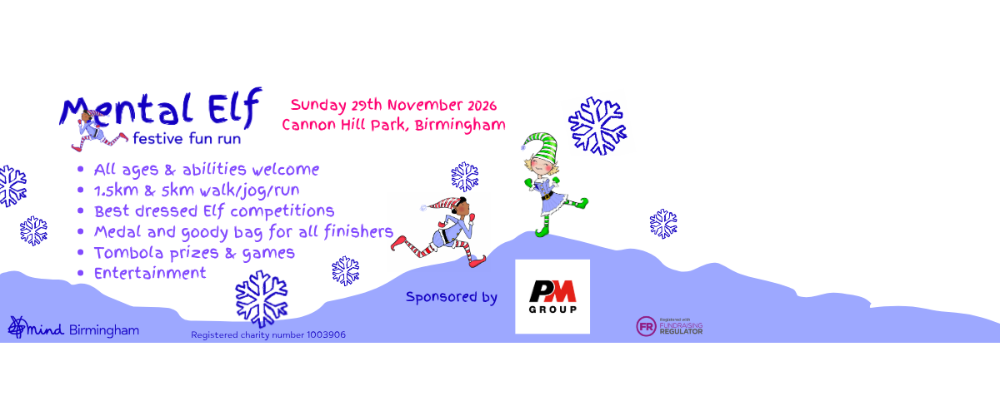 Mental Elf
festive fun run
Sunday 29th November 2026
Cannon Hill Park, Birmingham
• All ages & abilities welcome
• 1.5km & 5km walk/jog/run
• Best dressed Elf competitions
• Medal and goody bag for all finishers
• Tombola prizes & games
• Entertainment
Sponsored by
PM
GROUP
mind Birmingham
Registered charity number 1003906
FR
Registered with
FUNDRAISING
REGULATOR